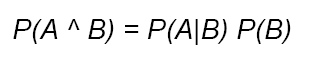 P(A ^ B) = P(A|B) P(B)